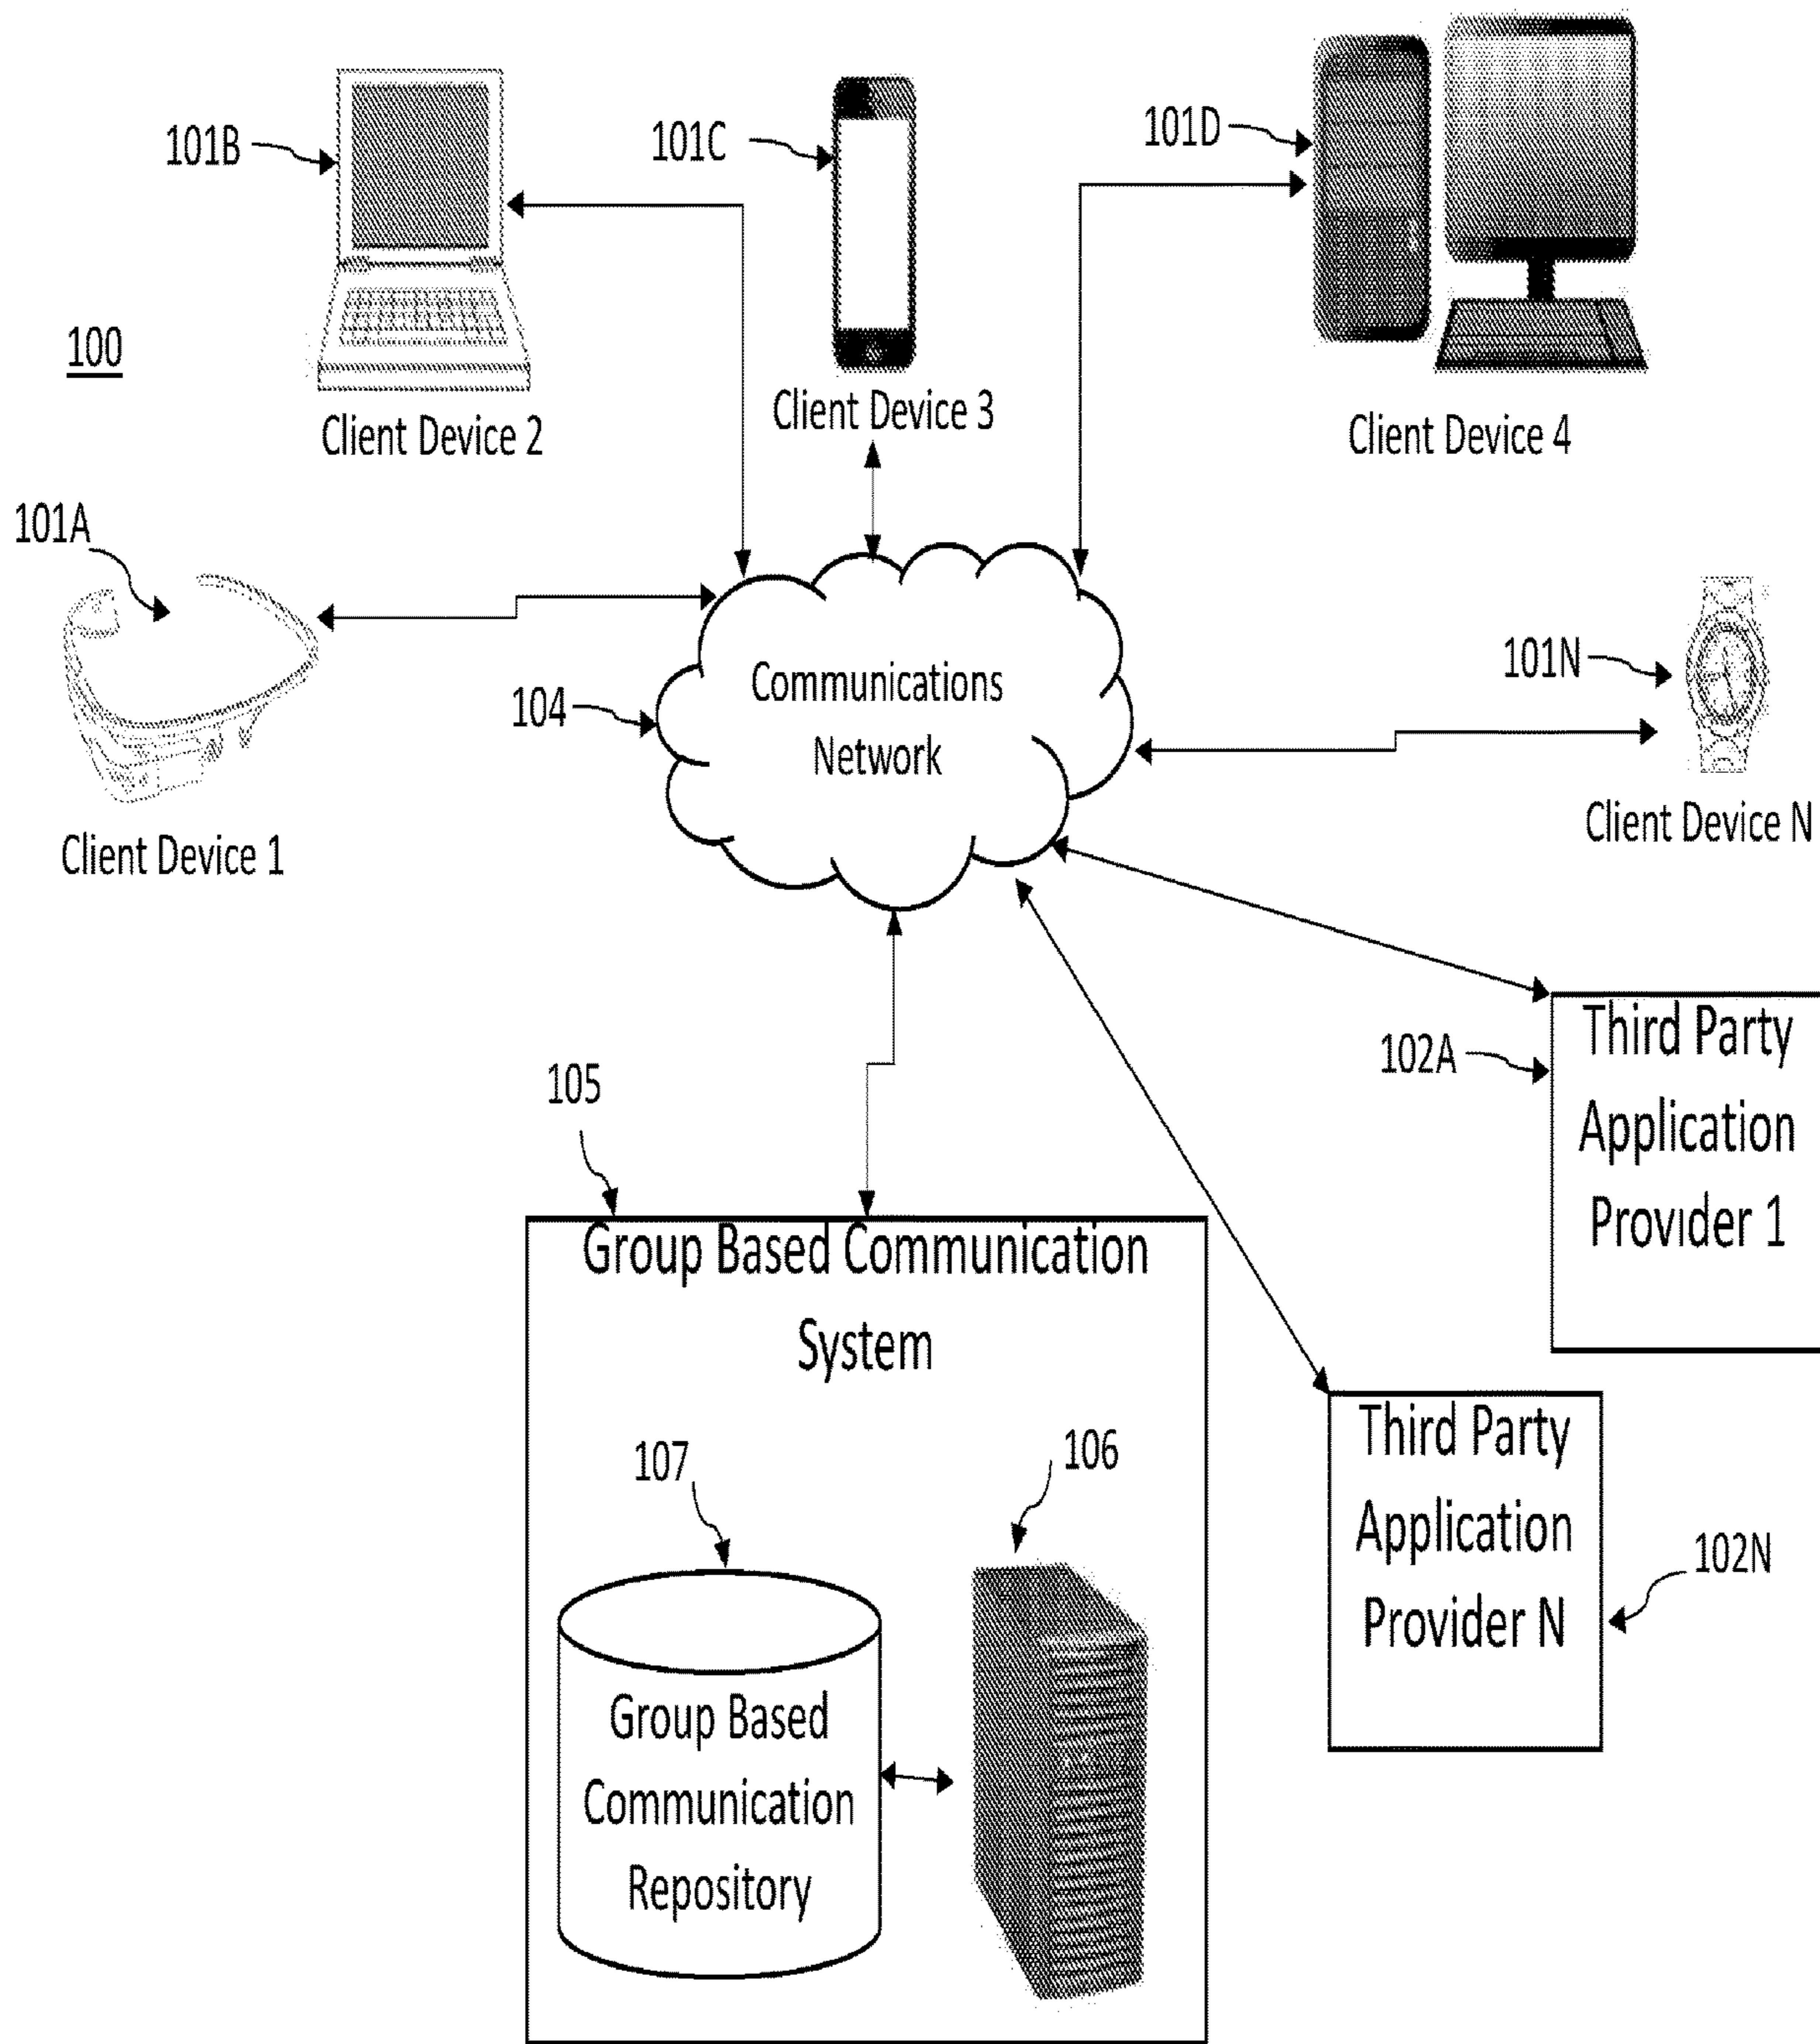 101B
101C
101D
100
Client Device 2
Client Device 3
Client Device 4
101A
101N
104
Communications
Network
Client Device 1
Client Device N
102A
Third Party
Application
Provider 1
105
Group Based Communication
System
107
106
Third Party
Application
Provider N
102N
Group Based
Communication
Repository